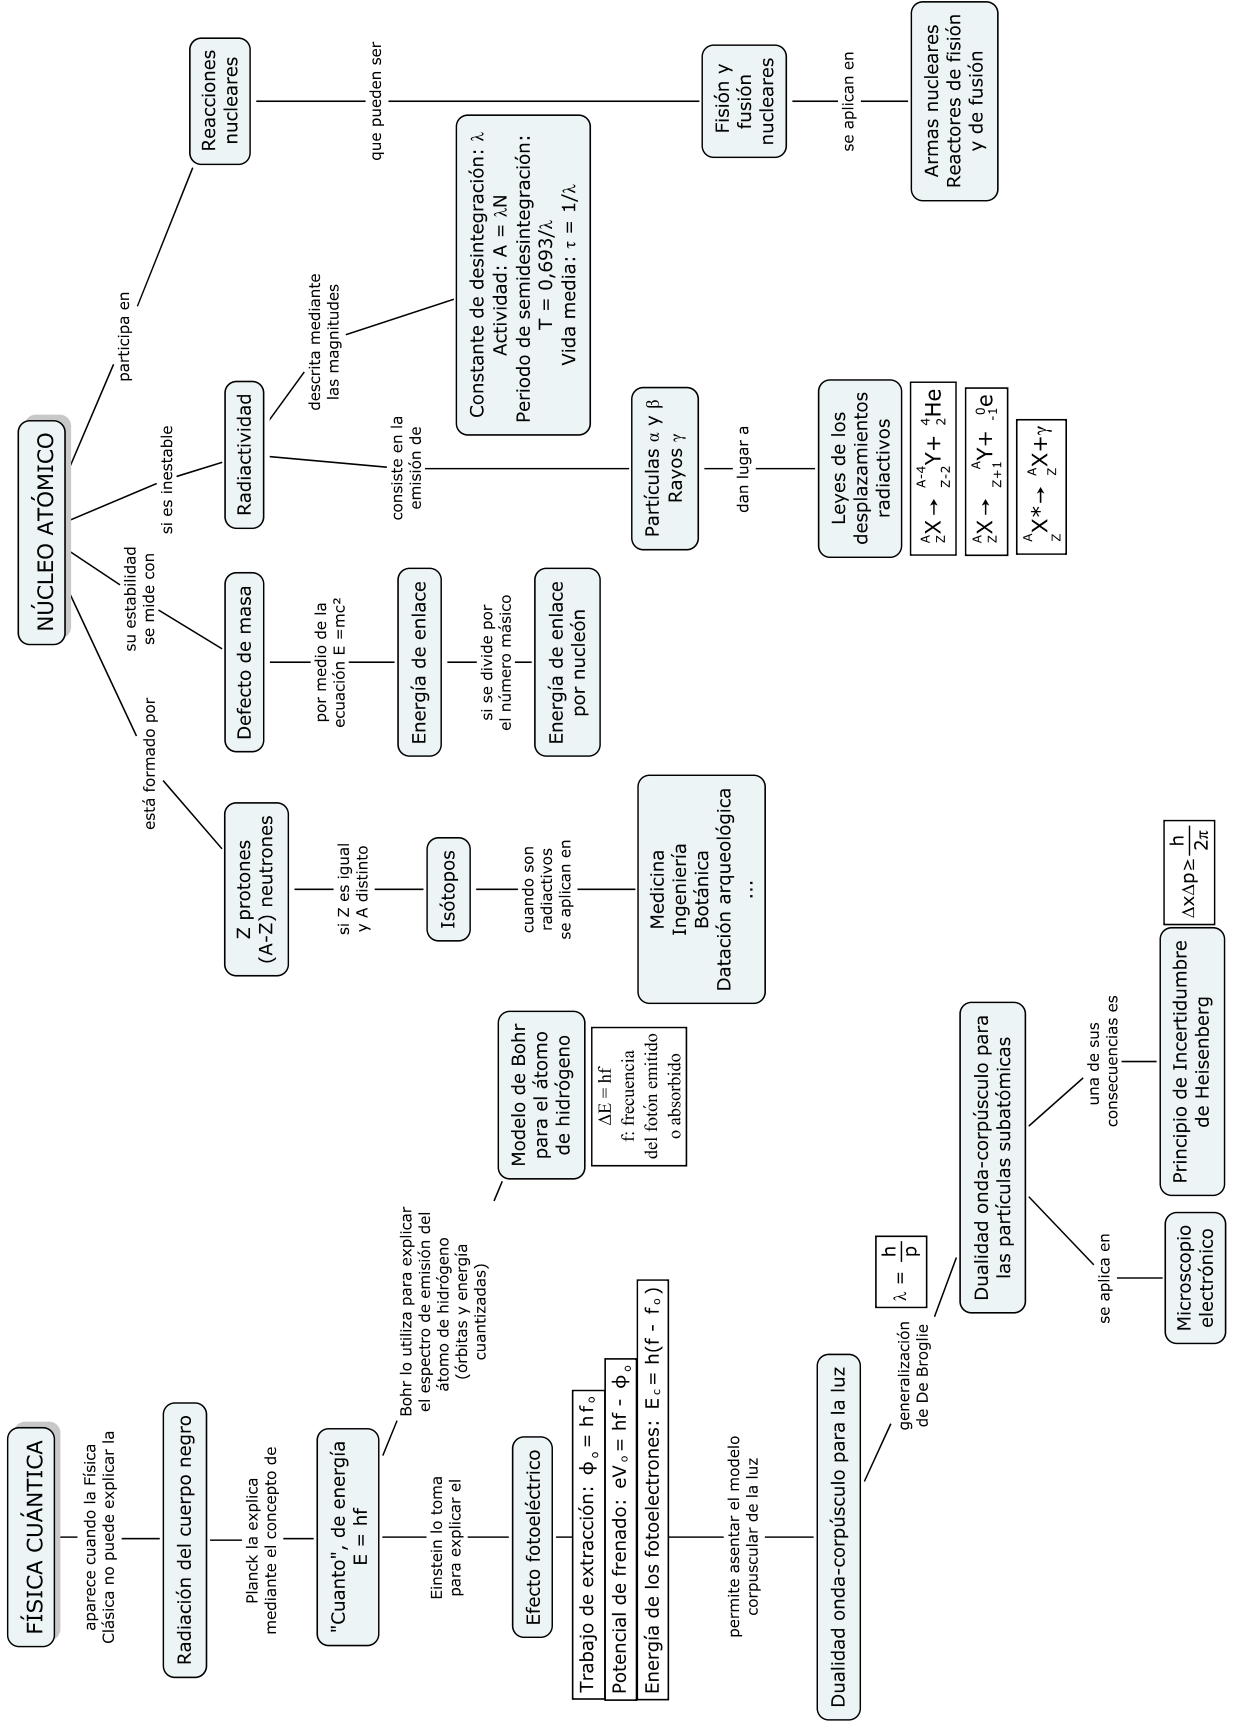 FÍSICA CUÁNTICA
aparece cuando la Física
Clásica no puede explicar la
Radiación del cuerpo negro
Planck la explica
mediante el concepto de
"Cuanto", de energía
E = hf
Bohr lo utiliza para explicar
el espectro de emisión del
átomo de hidrógeno
(órbitas y energía
cuantizadas)
Modelo de Bohr
para el átomo
de hidrógeno
ΔE = hf
f: frecuencia
del fotón emitido
o absorbido
Einstein lo toma
para explicar el
Efecto fotoeléctrico
Trabajo de extracción: ϕₒ = hfₒ
Potencial de frenado: eVₒ = hf - ϕₒ
Energía de los fotoelectrones: E꜀ = h(f - fₒ)
permite asentar el modelo
corpuscular de la luz
Dualidad onda-corpúsculo para la luz
generalización
de De Broglie
λ = h/p
Dualidad onda-corpúsculo para
las partículas subatómicas
se aplica en
Microscopio
electrónico
una de sus
consecuencias es
Principio de Incertidumbre
de Heisenberg
ΔxΔp≥ h/2π
NÚCLEO ATÓMICO
está formado por
Z protones
(A-Z) neutrones
si Z es igual
y A distinto
Isótopos
cuando son
radiactivos
se aplican en
Medicina
Ingeniería
Botánica
Datación arqueológica
...
su estabilidad
se mide con
Defecto de masa
por medio de la
ecuación E =mc²
Energía de enlace
si se divide por
el número másico
Energía de enlace
por nucleón
si es inestable
Radiactividad
consiste en la
emisión de
Partículas α y β
Rayos γ
dan lugar a
Leyes de los
desplazamientos
radiactivos
ᴬ_Z X → ᴬ⁻⁴_Z-2 Y+ ⁴_2 He
ᴬ_Z X → ᴬ_Z+1 Y+ ⁰_-1 e
ᴬ_Z X* → ᴬ_Z X+γ
descrita mediante
las magnitudes
Constante de desintegración: λ
Actividad: A = λN
Periodo de semidesintegración:
T = 0,693/λ
Vida media: τ = 1/λ
participa en
Reacciones
nucleares
que pueden ser
Fisión y
fusión
nucleares
se aplican en
Armas nucleares
Reactores de fisión
y de fusión